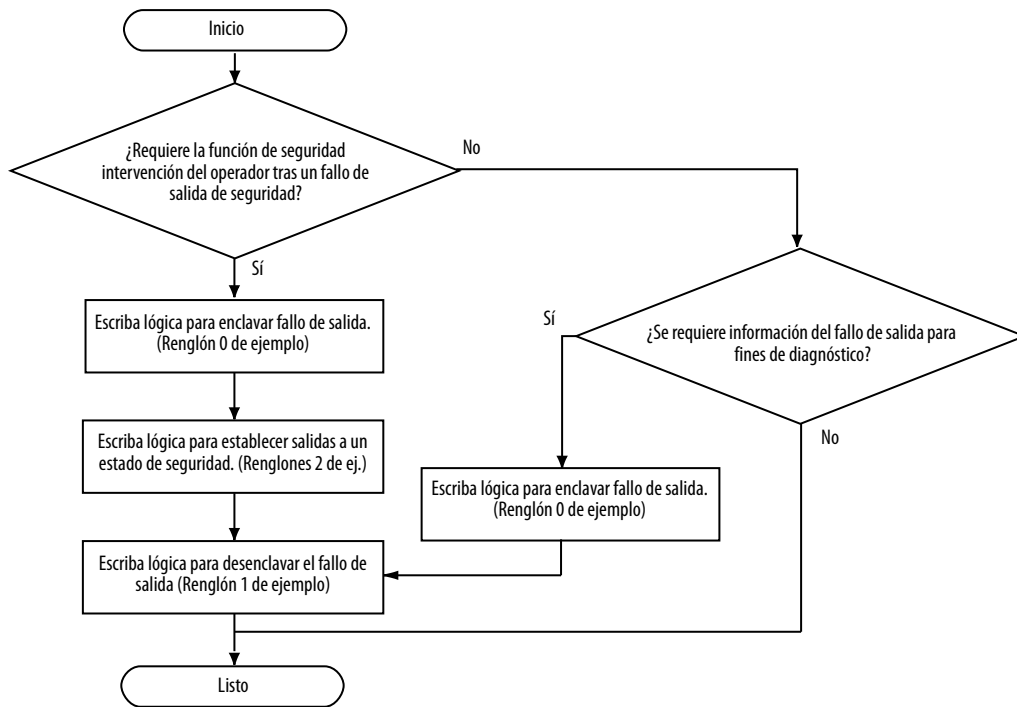 Inicio
¿Requiere la función de seguridad
intervención del operador tras un fallo de
salida de seguridad?
No
Sí
Escriba lógica para enclavar fallo de salida.
(Renglón 0 de ejemplo)
Sí
¿Se requiere información del fallo de salida para
fines de diagnóstico?
No
Escriba lógica para establecer salidas a un
estado de seguridad. (Renglones 2 de ej.)
Escriba lógica para enclavar fallo de salida.
(Renglón 0 de ejemplo)
Escriba lógica para desenclavar el fallo de
salida (Renglón 1 de ejemplo)
Listo